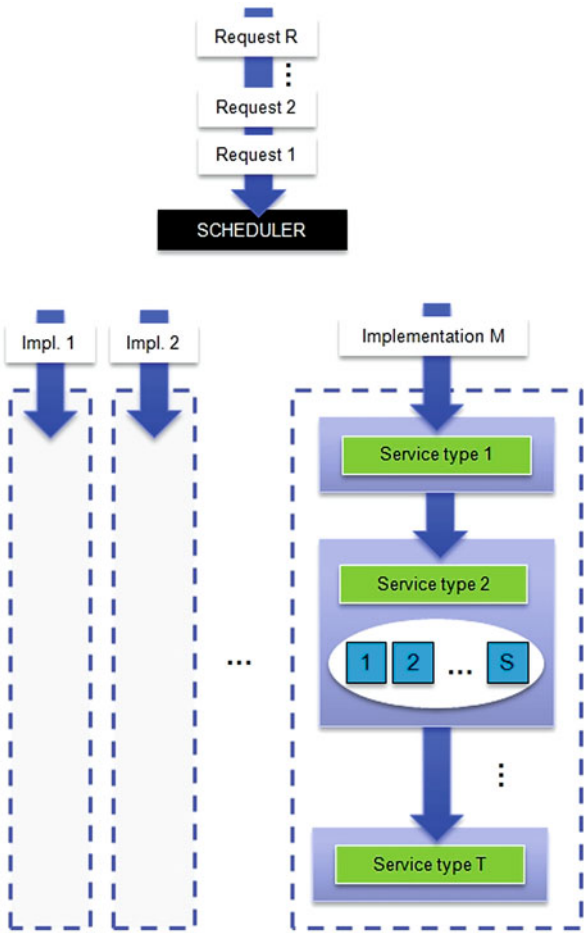 Request R
⋮
Request 2
Request 1
SCHEDULER
Impl. 1
Impl. 2
Implementation M
Service type 1
Service type 2
...
1 2 ... S
⋮
Service type T